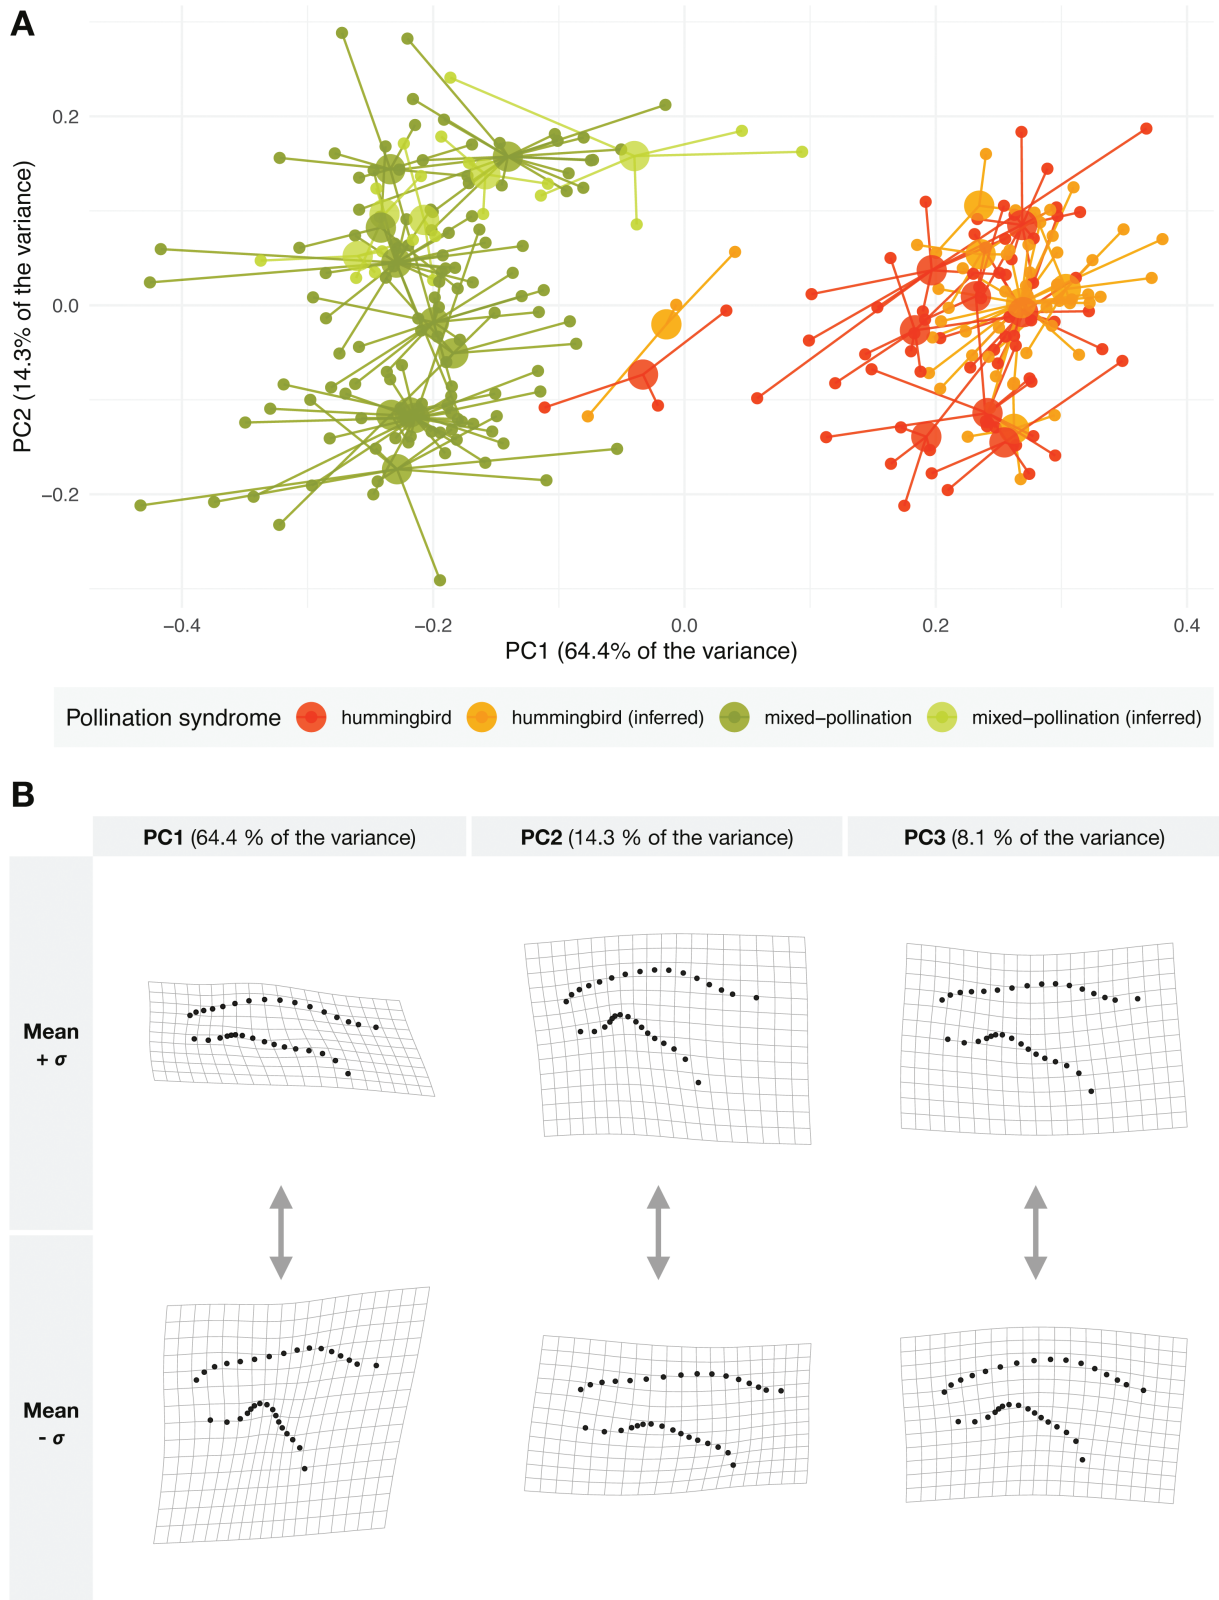 A
0.2
0.0
−0.2
PC2 (14.3% of the variance)
−0.4
−0.2
0.0
0.2
0.4
PC1 (64.4% of the variance)
Pollination syndrome
hummingbird
hummingbird (inferred)
mixed−pollination
mixed−pollination (inferred)
B
PC1 (64.4 % of the variance)
PC2 (14.3 % of the variance)
PC3 (8.1 % of the variance)
Mean
+ σ
Mean
- σ